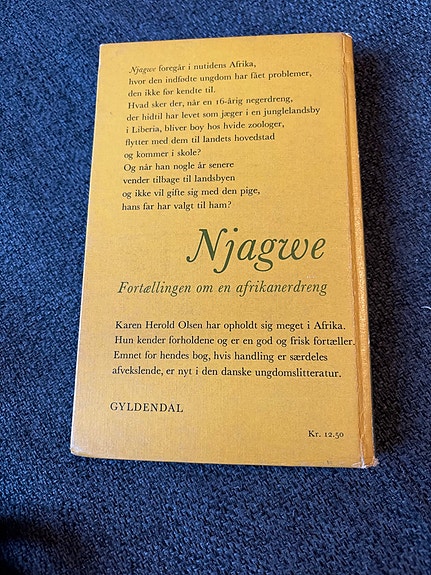 Njagwe foregår i nutidens Afrika,
hvor den indfødte ungdom har fået problemer,
den ikke før kendte til.
Hvad sker der, når en 16-årig negerdreng,
der hidtil har levet som jæger i en junglelandsby
i Liberia, bliver boy hos hvide zoologer,
flytter med dem til landets hovedstad
og kommer i skole?
Og når han nogle år senere
vender tilbage til landsbyen
og ikke vil gifte sig med den pige,
hans far har valgt til ham?
Njagwe
Fortællingen om en afrikanerdreng
Karen Herold Olsen har opholdt sig meget i Afrika.
Hun kender forholdene og er en god og frisk fortæller.
Emnet for hendes bog, hvis handling er særdeles
afvekslende, er nyt i den danske ungdomslitteratur.
GYLDENDAL
Kr. 12.50